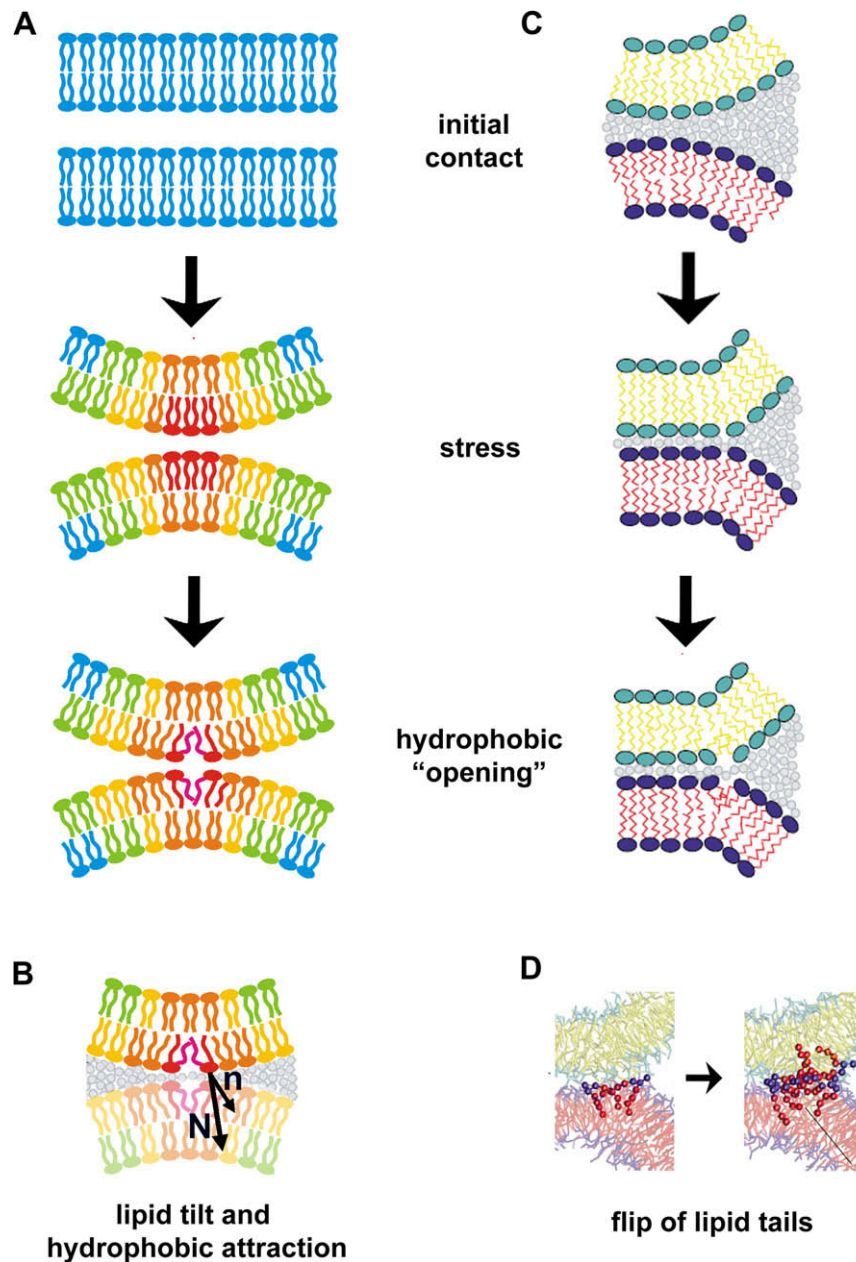 A
C
initial
contact
stress
hydrophobic
“opening”
B
D
n
N
lipid tilt and
hydrophobic attraction
flip of lipid tails